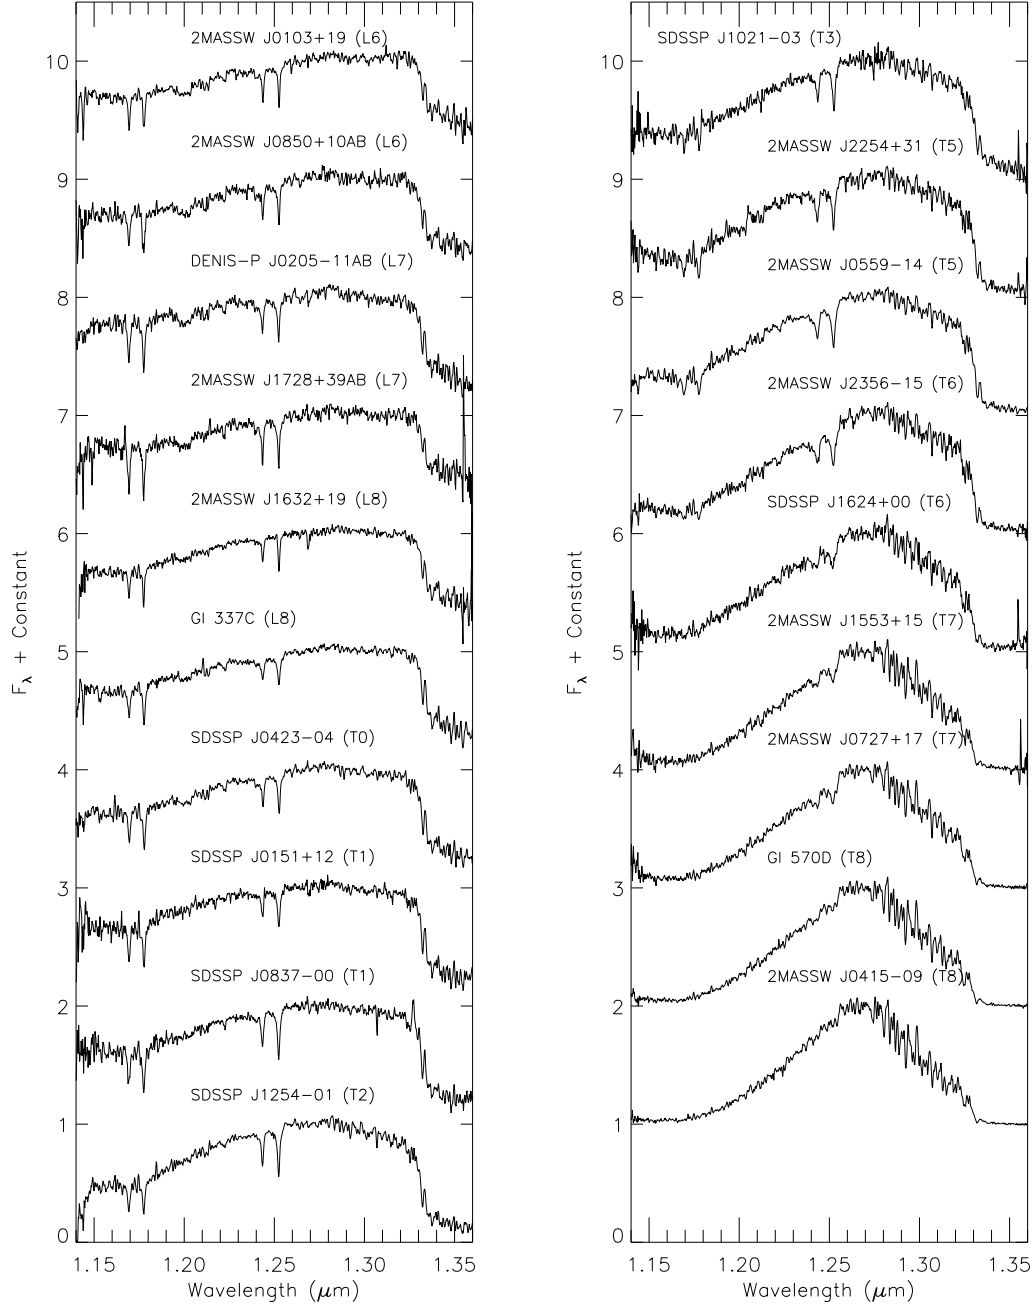 2MASSW J0103+19 (L6)
2MASSW J0850+10AB (L6)
DENIS-P J0205-11AB (L7)
2MASSW J1728+39AB (L7)
2MASSW J1632+19 (L8)
Gl 337C (L8)
SDSSP J0423-04 (T0)
SDSSP J0151+12 (T1)
SDSSP J0837-00 (T1)
SDSSP J1254-01 (T2)
10
9
8
7
6
5
4
3
2
1
0
Fλ + Constant
1.15 1.20 1.25 1.30 1.35
Wavelength (μm)
SDSSP J1021-03 (T3)
2MASSW J2254+31 (T5)
2MASSW J0559-14 (T5)
2MASSW J2356-15 (T6)
SDSSP J1624+00 (T6)
2MASSW J1553+15 (T7)
2MASSW J0727+17 (T7)
Gl 570D (T8)
2MASSW J0415-09 (T8)
10
9
8
7
6
5
4
3
2
1
0
Fλ + Constant
1.15 1.20 1.25 1.30 1.35
Wavelength (μm)